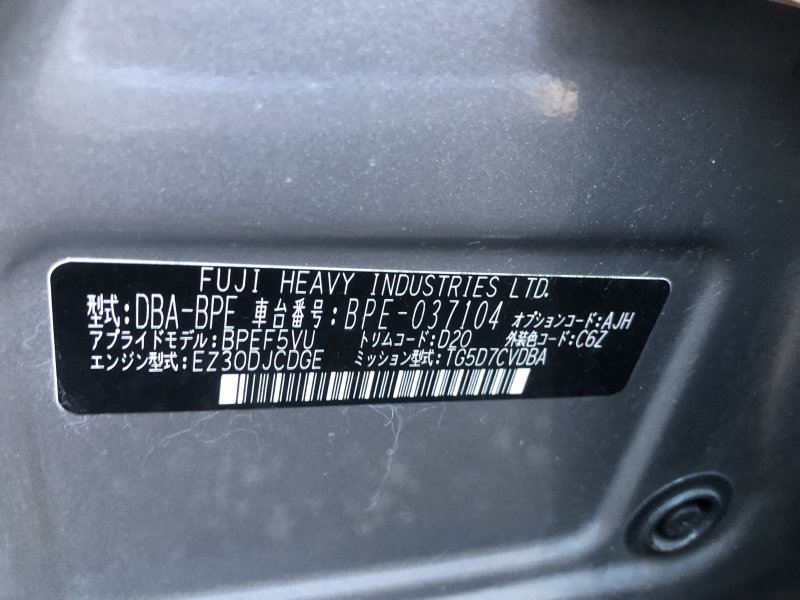 FUJI HEAVY INDUSTRIES LTD.
型式:DBA-BPE 車台番号:BPE-037104 オプションコード:AJH
アプライドモデル:BPEF5VU トリムコード:D20 外装色コード:C6Z
エンジン型式:EZ30DJCDGE ミッション型式:TG5D7CVDBA